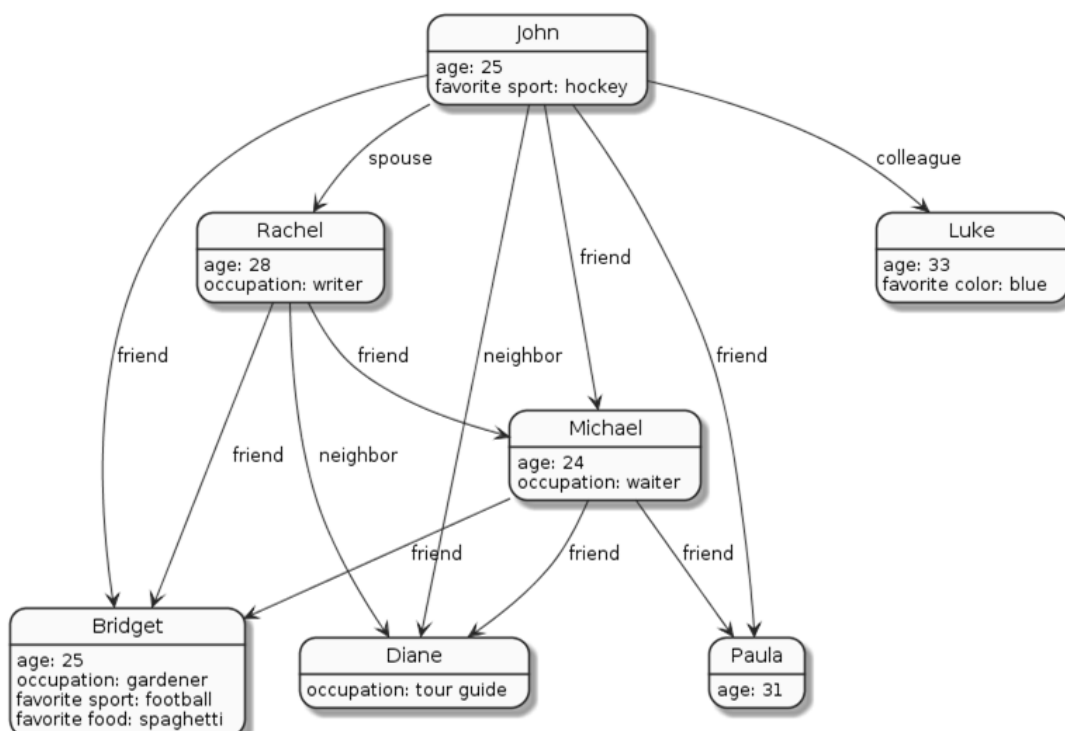 John
age: 25
favorite sport: hockey
spouse
colleague
Rachel
age: 28
occupation: writer
Luke
age: 33
favorite color: blue
friend
friend
friend
neighbor
friend
Michael
age: 24
occupation: waiter
friend
neighbor
friend
friend
friend
Bridget
age: 25
occupation: gardener
favorite sport: football
favorite food: spaghetti
Diane
occupation: tour guide
Paula
age: 31